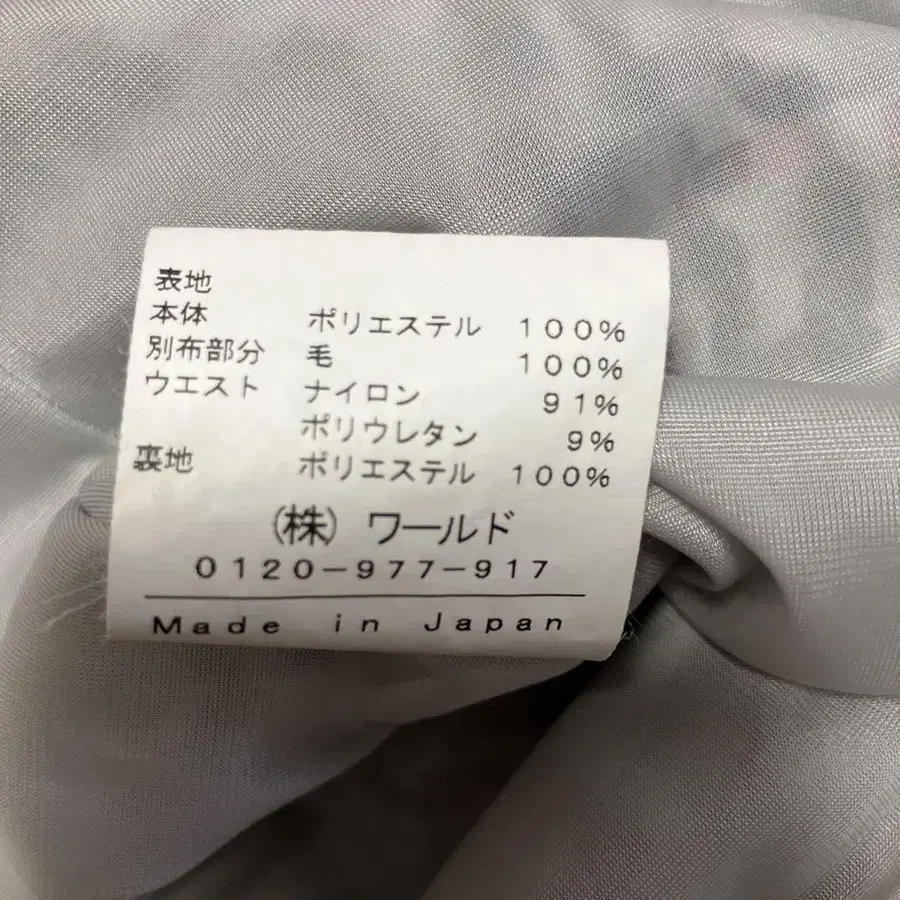 表地
本体 ポリエステル 100%
別布部分 毛 100%
ウエスト ナイロン 91%
ポリウレタン 9%
裏地 ポリエステル 100%
(株) ワールド
0120-977-917
Made in Japan